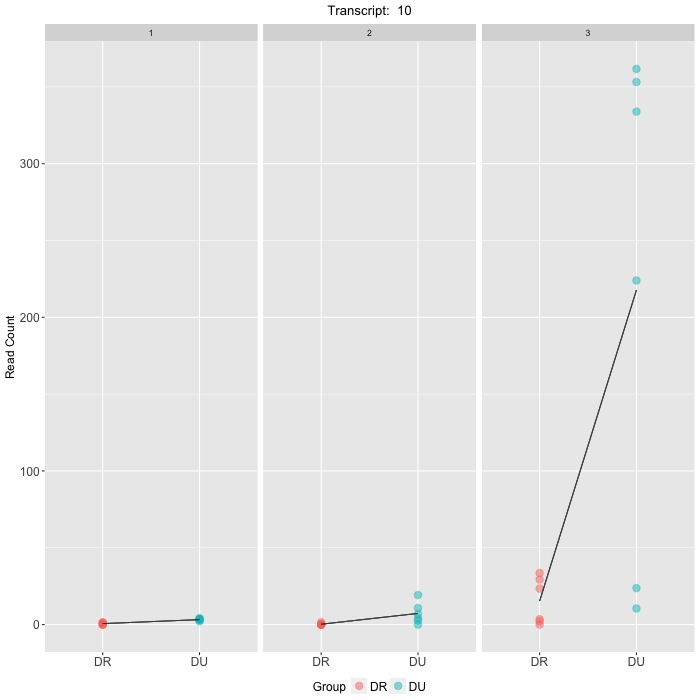 Transcript: 10
1 2 3
300
200
100
0
Read Count
DR DU DR DU DR DU
Group DR DU